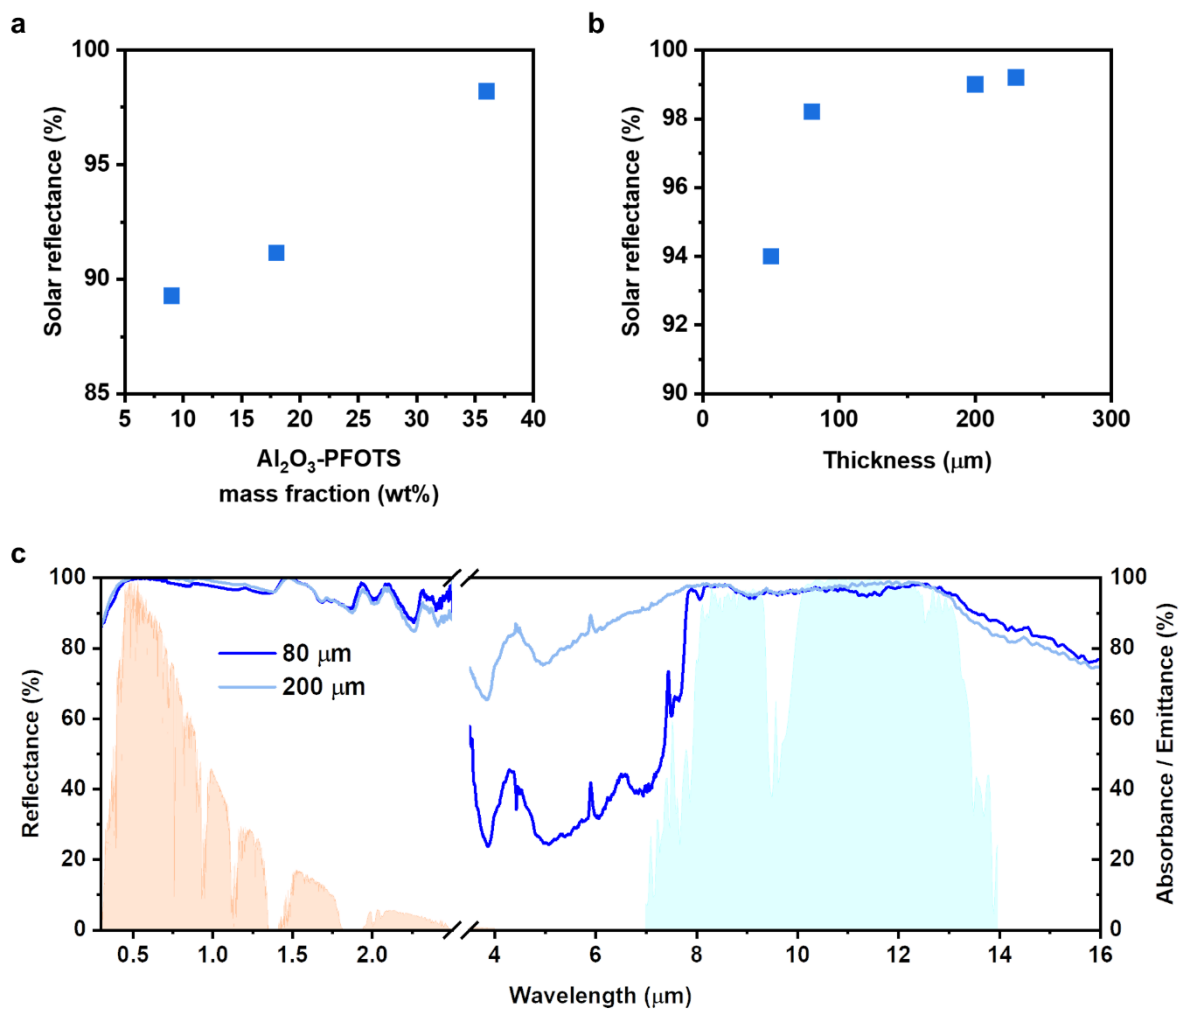 a
100
95
90
85
5 10 15 20 25 30 35 40
Solar reflectance (%)
Al₂O₃-PFOTS
mass fraction (wt%)
b
100
98
96
94
92
90
0 100 200 300
Solar reflectance (%)
Thickness (μm)
c
100
80
60
40
20
0
Reflectance (%)
80 μm
200 μm
0.5 1.0 1.5 2.0 4 6 8 10 12 14 16
Wavelength (μm)
100
80
60
40
20
0
Absorbance / Emittance (%)